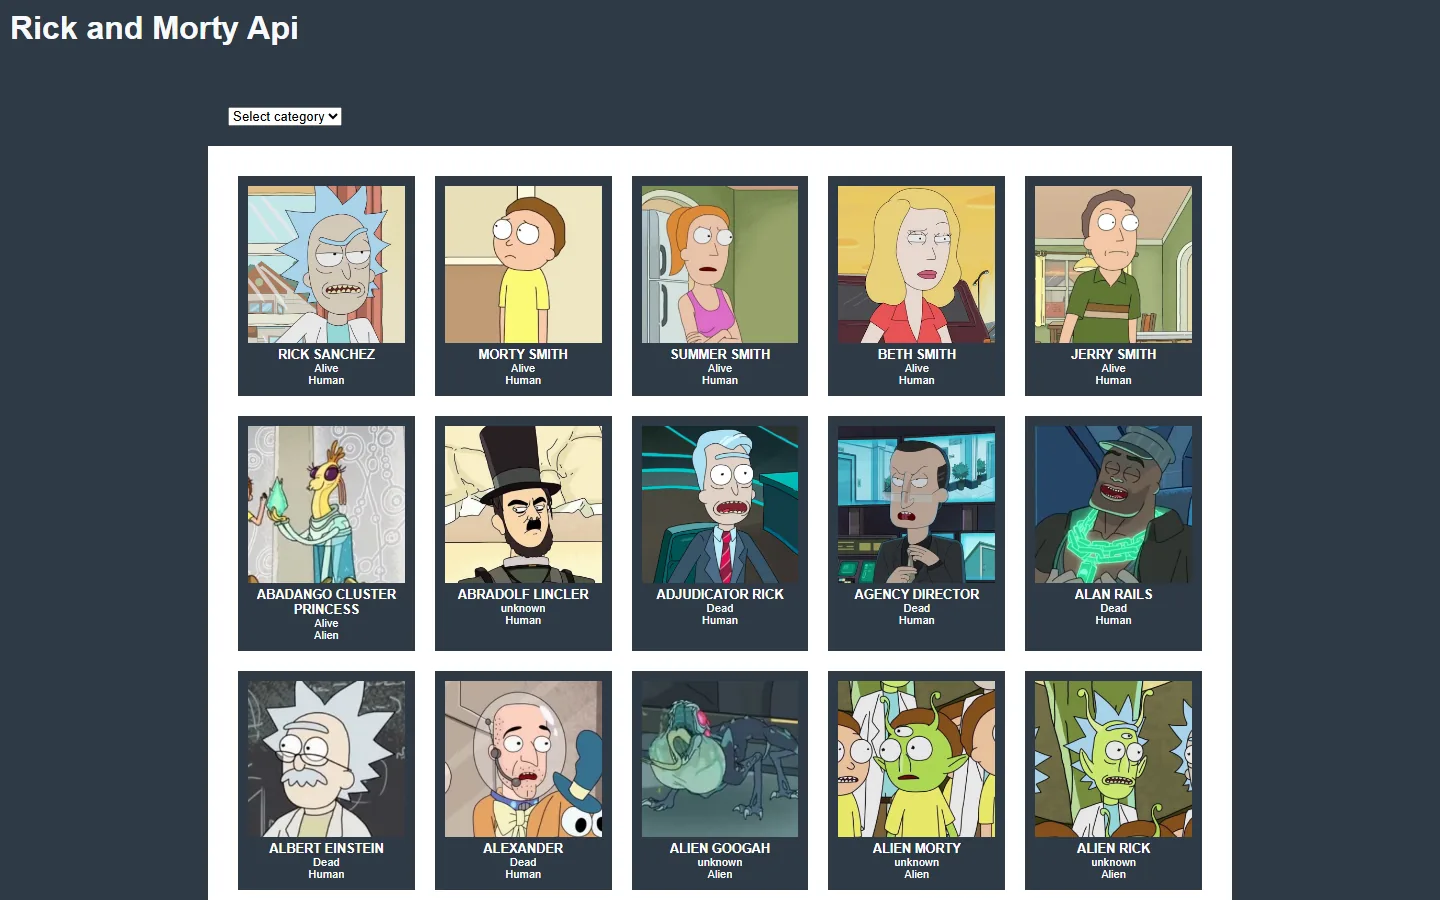 Rick and Morty Api
Select category
RICK SANCHEZ
Alive
Human
MORTY SMITH
Alive
Human
SUMMER SMITH
Alive
Human
BETH SMITH
Alive
Human
JERRY SMITH
Alive
Human
ABADANGO CLUSTER
PRINCESS
Alive
Alien
ABRADOLF LINCLER
unknown
Human
ADJUDICATOR RICK
Dead
Human
AGENCY DIRECTOR
Dead
Human
ALAN RAILS
Dead
Human
ALBERT EINSTEIN
Dead
Human
ALEXANDER
Dead
Human
ALIEN GOOGAH
unknown
Alien
ALIEN MORTY
unknown
Alien
ALIEN RICK
unknown
Alien